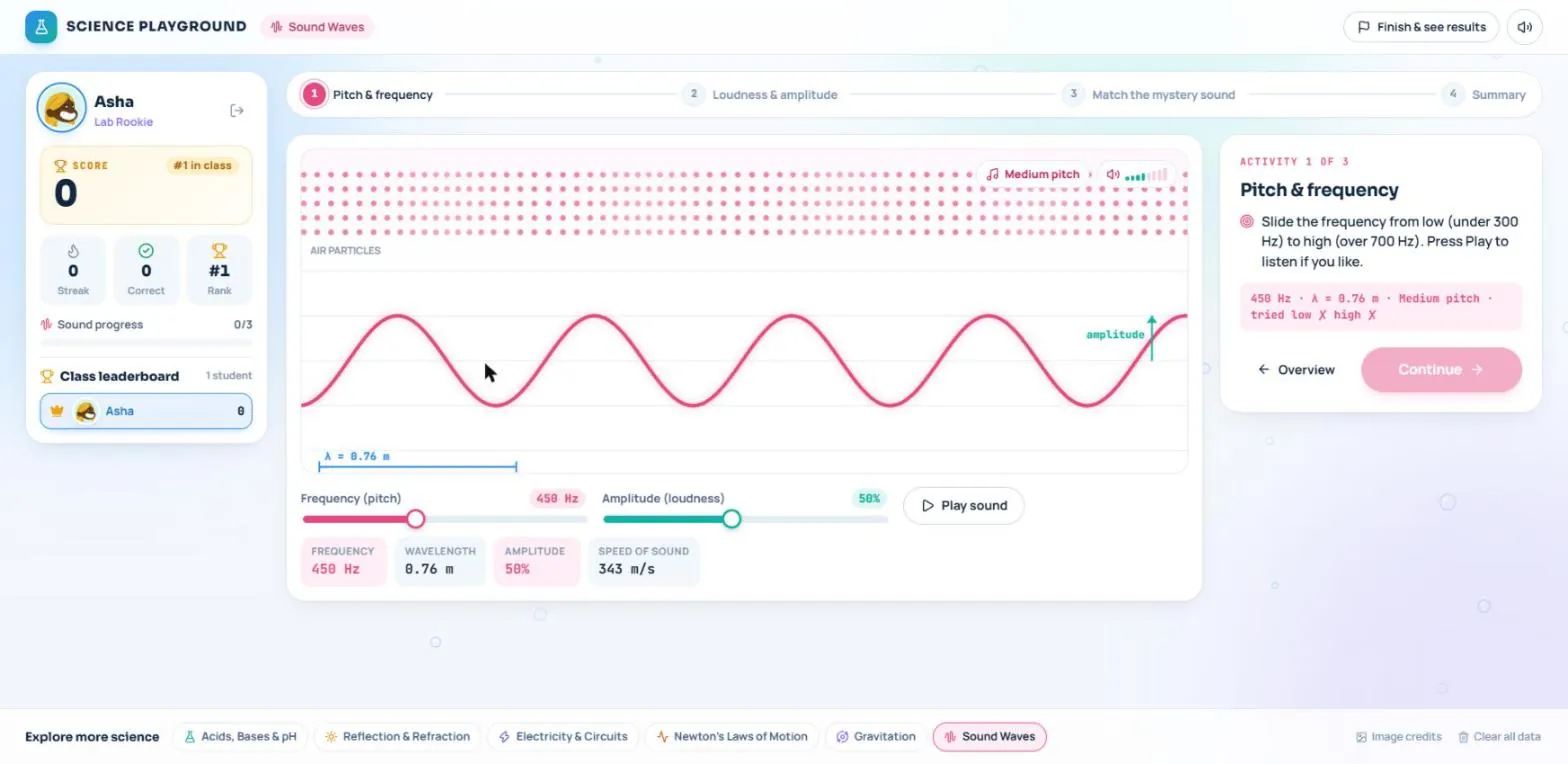 SCIENCE PLAYGROUND
Sound Waves
Finish & see results
Asha
Lab Rookie
SCORE
#1 in class
0
0
Streak
0
Correct
#1
Rank
Sound progress
0/3
Class leaderboard
1 student
Asha
0
1
Pitch & frequency
2
Loudness & amplitude
3
Match the mystery sound
4
Summary
Medium pitch
AIR PARTICLES
amplitude
λ = 0.76 m
Frequency (pitch)
450 Hz
Amplitude (loudness)
50%
Play sound
FREQUENCY
450 Hz
WAVELENGTH
0.76 m
AMPLITUDE
50%
SPEED OF SOUND
343 m/s
ACTIVITY 1 OF 3
Pitch & frequency
Slide the frequency from low (under 300
Hz) to high (over 700 Hz). Press Play to
listen if you like.
450 Hz · λ = 0.76 m · Medium pitch ·
tried low ✗ high ✗
← Overview
Continue →
Explore more science
Acids, Bases & pH
Reflection & Refraction
Electricity & Circuits
Newton's Laws of Motion
Gravitation
Sound Waves
Image credits
Clear all data